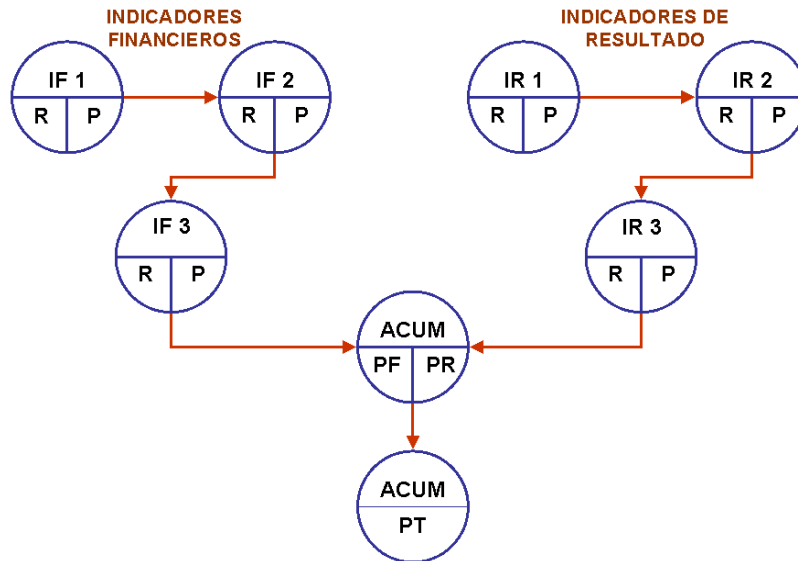 INDICADORES
FINANCIEROS
INDICADORES DE
RESULTADO
IF 1
R P
IF 2
R P
IR 1
R P
IR 2
R P
IF 3
R P
IR 3
R P
ACUM
PF PR
ACUM
PT